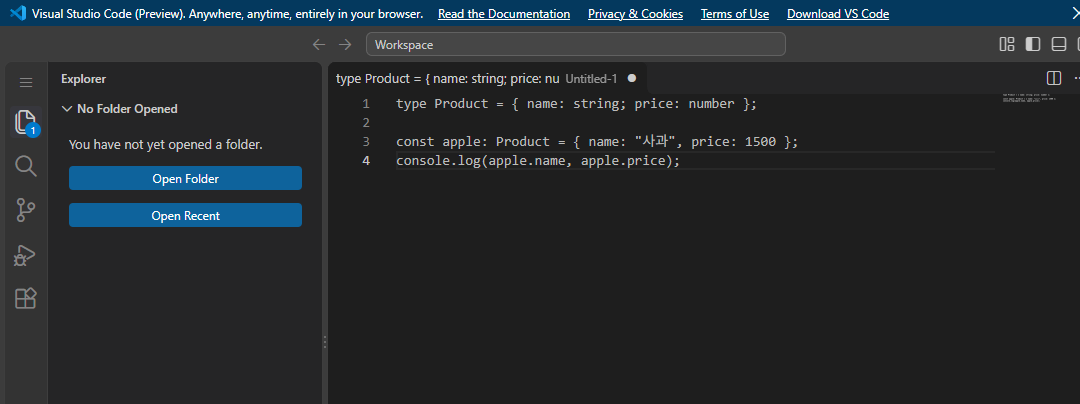 Visual Studio Code (Preview). Anywhere, anytime, entirely in your browser. Read the Documentation Privacy & Cookies Terms of Use Download VS Code
Workspace
Explorer
No Folder Opened
You have not yet opened a folder.
Open Folder
Open Recent
1
type Product = { name: string; price: nu Untitled-1
1 type Product = { name: string; price: number };
2
3 const apple: Product = { name: "사과", price: 1500 };
4 console.log(apple.name, apple.price);